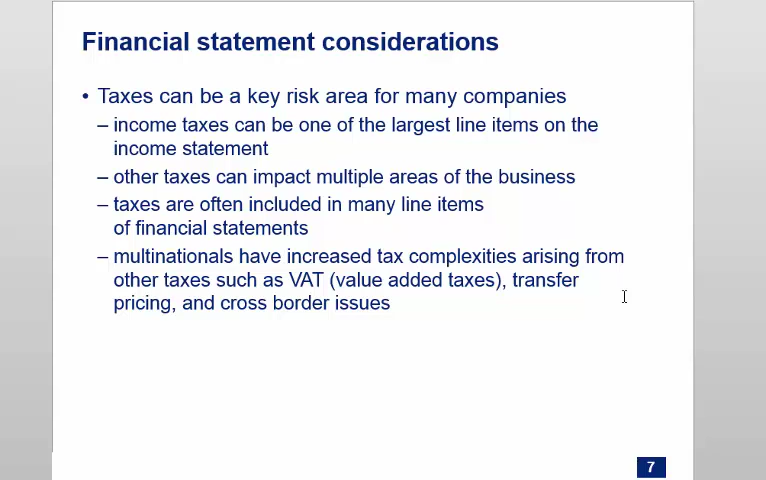 Financial statement considerations
• Taxes can be a key risk area for many companies
– income taxes can be one of the largest line items on the
income statement
– other taxes can impact multiple areas of the business
– taxes are often included in many line items
of financial statements
– multinationals have increased tax complexities arising from
other taxes such as VAT (value added taxes), transfer
pricing, and cross border issues
7